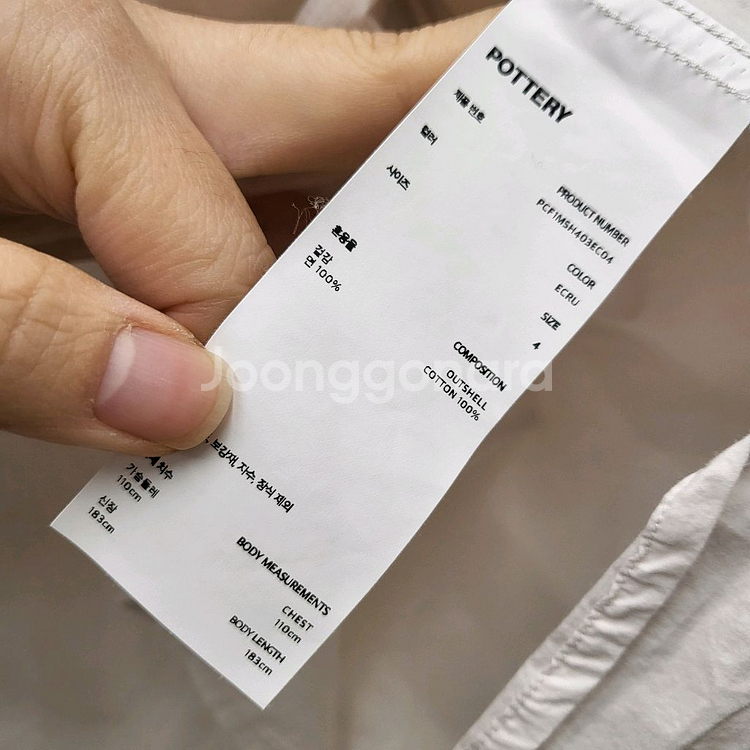 POTTERY
제품 번호
PRODUCT NUMBER
PCFIMSH403EC04
컬러
COLOR
ECRU
사이즈
SIZE
4
혼용율
겉감
면 100%
COMPOSITION
OUTSHELL
COTTON 100%
보강재, 자수, 장식 제외
치수
가슴둘레
110cm
신장
183cm
BODY MEASUREMENTS
CHEST
110cm
BODY LENGTH
183cm
Joonggonara